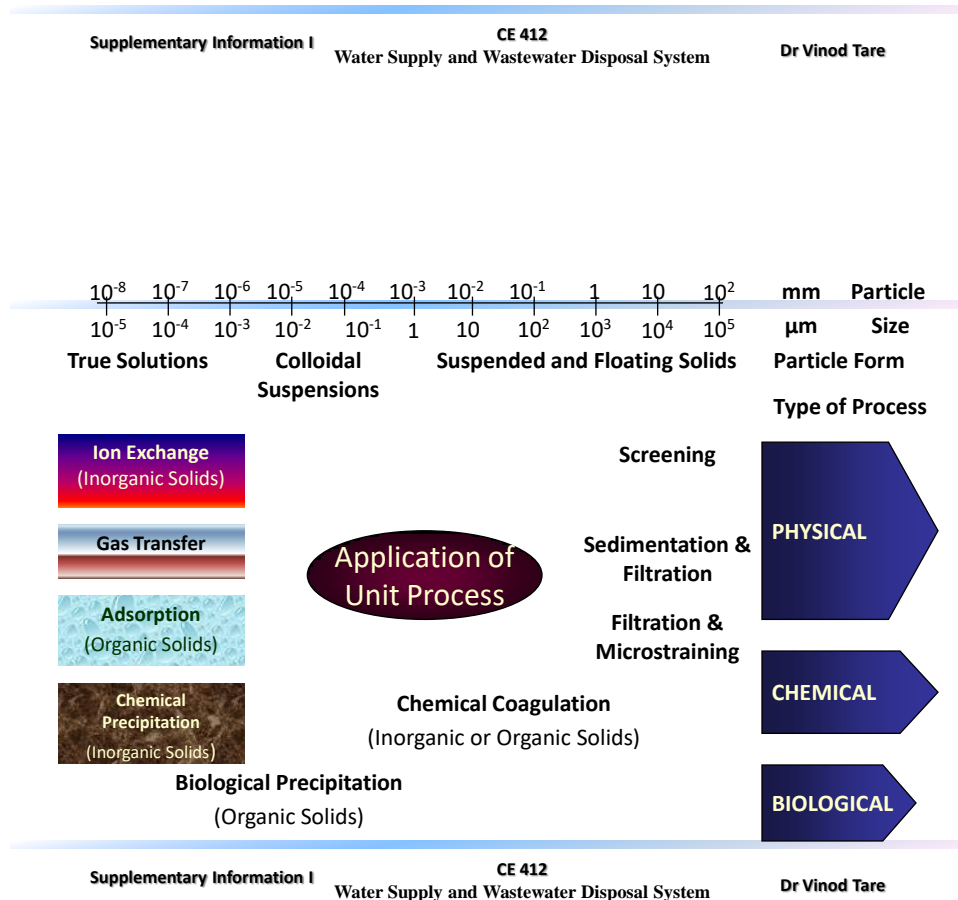 Supplementary Information I
CE 412
Water Supply and Wastewater Disposal System
Dr Vinod Tare
10⁻⁸ 10⁻⁷ 10⁻⁶ 10⁻⁵ 10⁻⁴ 10⁻³ 10⁻² 10⁻¹ 1 10 10² mm Particle
10⁻⁵ 10⁻⁴ 10⁻³ 10⁻² 10⁻¹ 1 10 10² 10³ 10⁴ 10⁵ µm Size
True Solutions
Colloidal
Suspensions
Suspended and Floating Solids
Particle Form
Type of Process
Ion Exchange
(Inorganic Solids)
Screening
PHYSICAL
Gas Transfer
Application of
Unit Process
Sedimentation &
Filtration
Adsorption
(Organic Solids)
Filtration &
Microstraining
Chemical
Precipitation
(Inorganic Solids)
Chemical Coagulation
(Inorganic or Organic Solids)
CHEMICAL
Biological Precipitation
(Organic Solids)
BIOLOGICAL
Supplementary Information I
CE 412
Water Supply and Wastewater Disposal System
Dr Vinod Tare